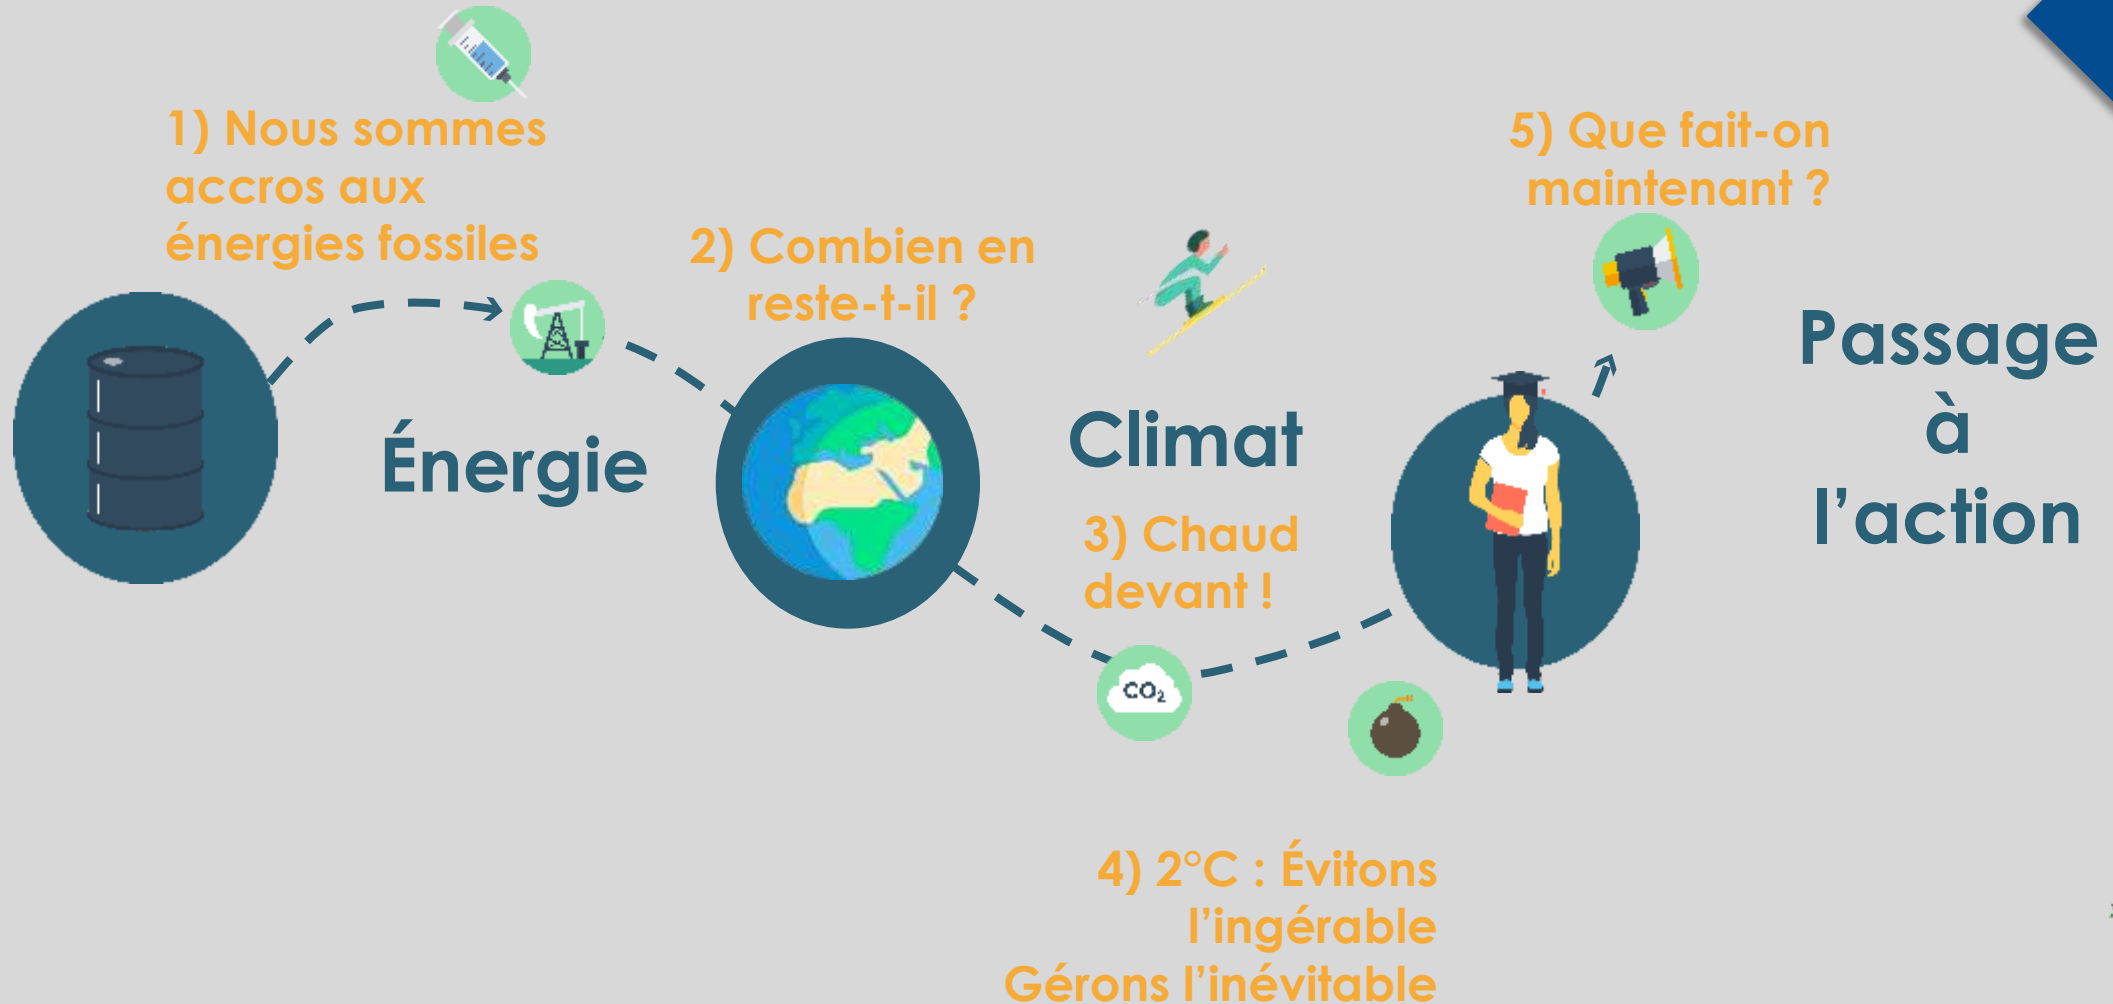 1) Nous sommes
accros aux
énergies fossiles
Énergie
2) Combien en
reste-t-il ?
Climat
3) Chaud
devant !
CO₂
4) 2°C : Évitons
l’ingérable
Gérons l’inévitable
5) Que fait-on
maintenant ?
Passage
à
l’action